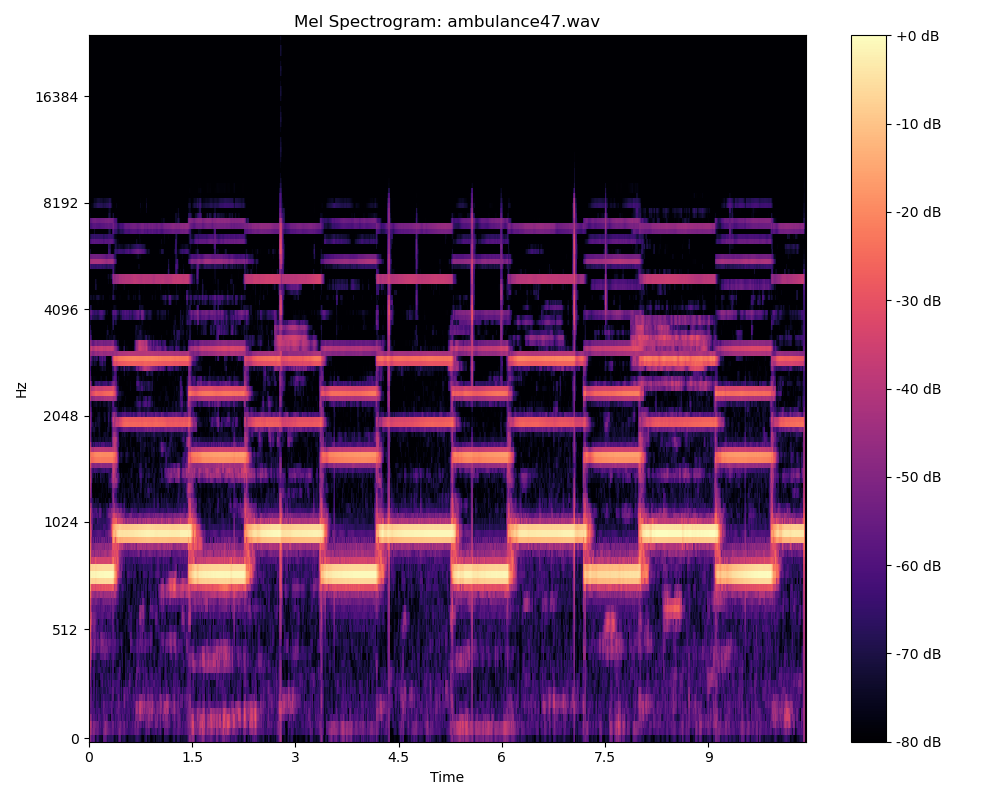 Mel Spectrogram: ambulance47.wav
+0 dB
16384
-10 dB
8192
-20 dB
4096
-30 dB
Hz
-40 dB
2048
-50 dB
1024
-60 dB
512
-70 dB
0
-80 dB
0 1.5 3 4.5 6 7.5 9
Time